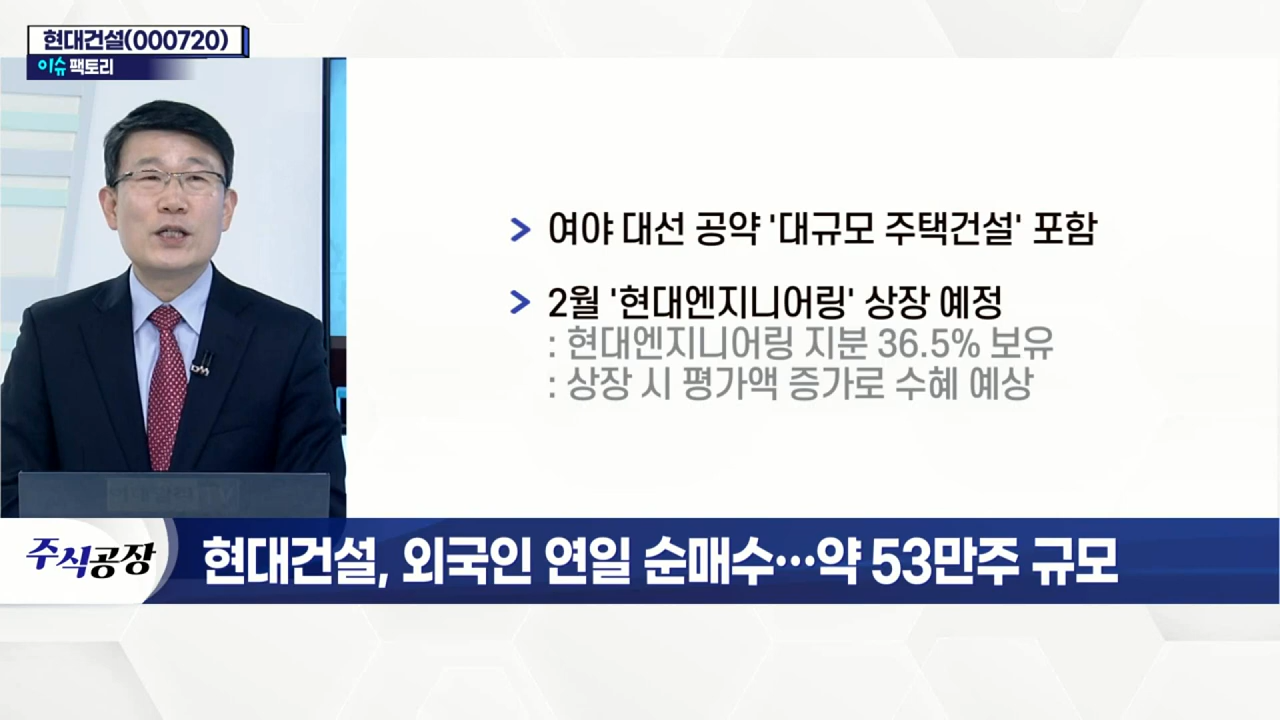 현대건설(000720)
이슈 팩토리
여야 대선 공약 '대규모 주택건설' 포함
2월 '현대엔지니어링' 상장 예정
: 현대엔지니어링 지분 36.5% 보유
: 상장 시 평가액 증가로 수혜 예상
주식공장
현대건설, 외국인 연일 순매수…약 53만주 규모